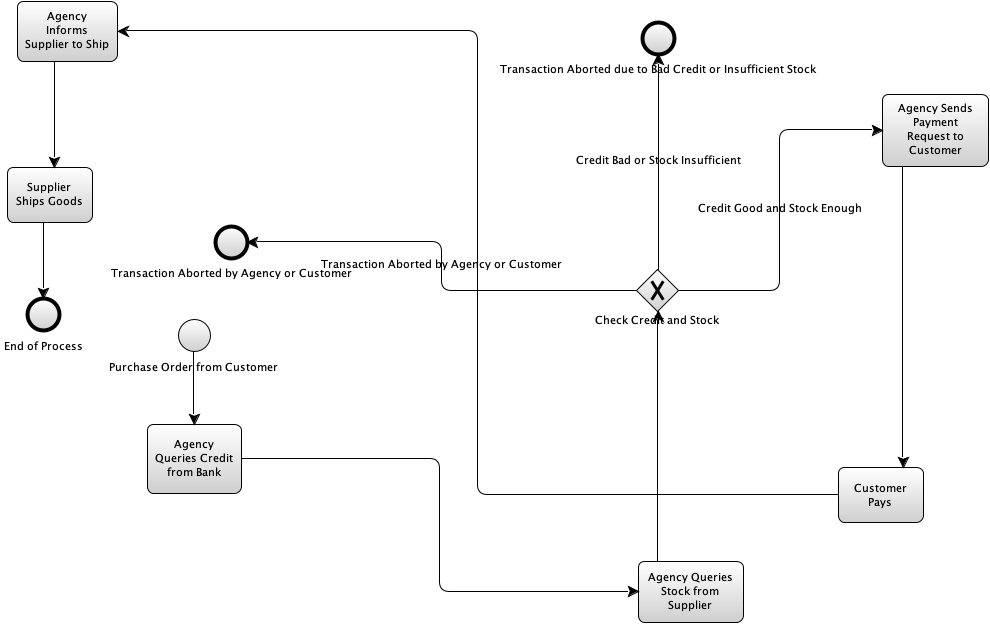 Agency
Informs
Supplier to Ship
Transaction Aborted due to Bad Credit or Insufficient Stock
Agency Sends
Payment
Request to
Customer
Credit Bad or Stock Insufficient
Supplier
Ships Goods
Credit Good and Stock Enough
Transaction Aborted by Agency or Customer
Transaction Aborted by Agency or Customer
X
Check Credit and Stock
End of Process
Purchase Order from Customer
Agency
Queries Credit
from Bank
Customer
Pays
Agency Queries
Stock from
Supplier